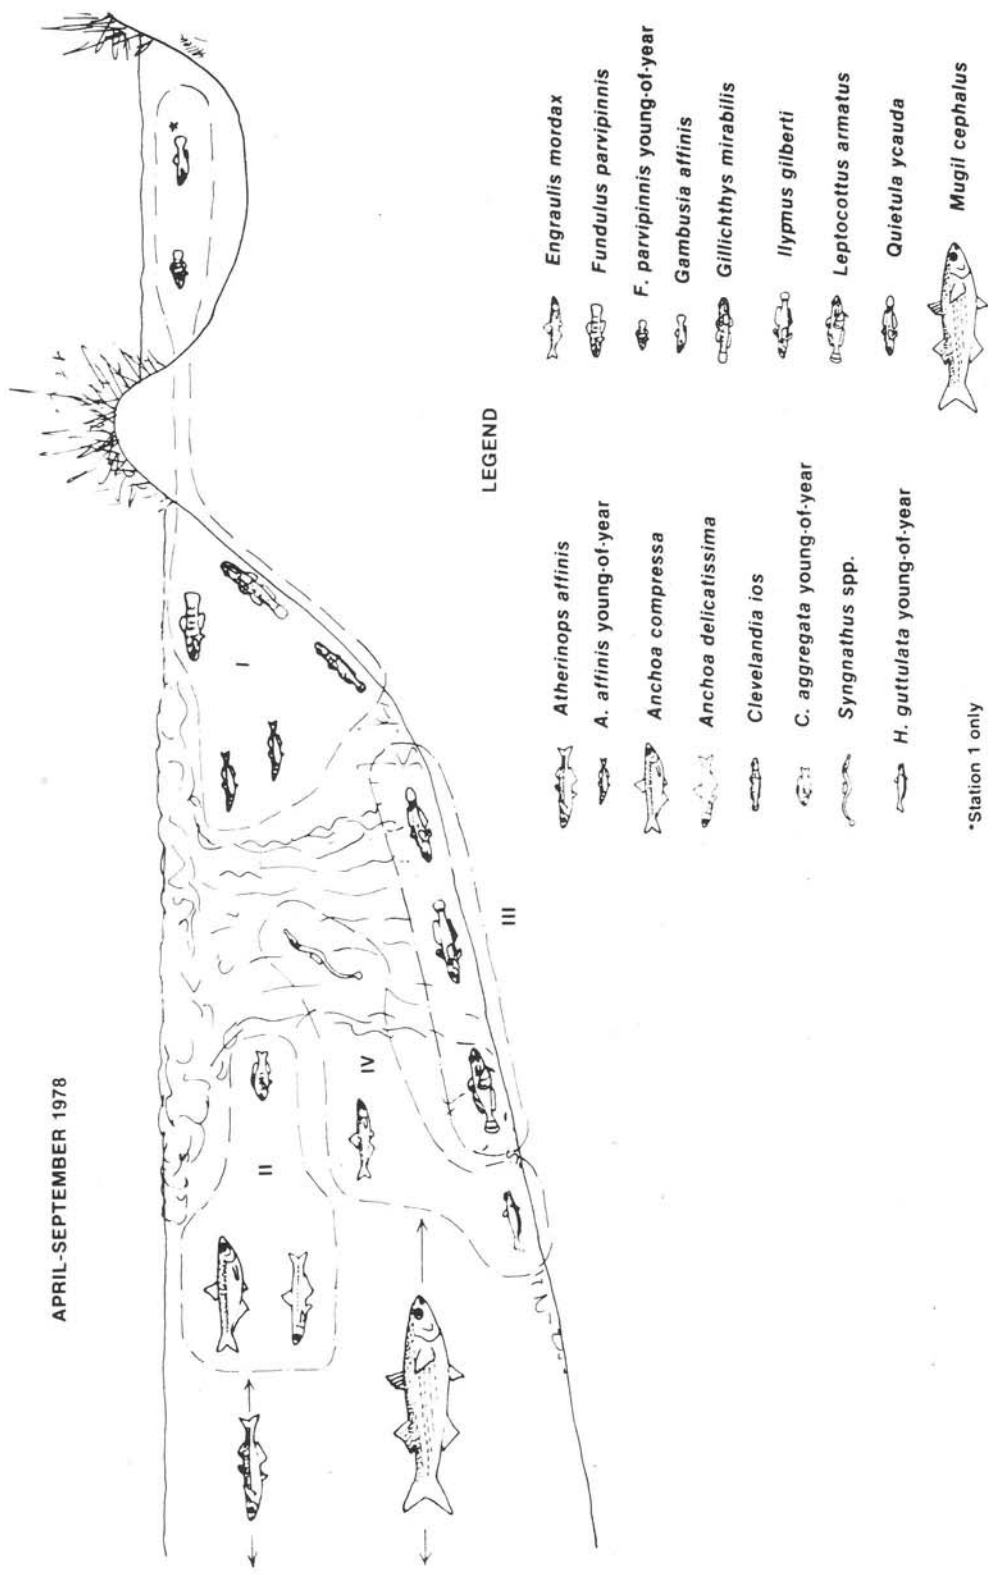 APRIL-SEPTEMBER 1978
I
II
III
IV
*
LEGEND
Atherinops affinis
A. affinis young-of-year
Anchoa compressa
Anchoa delicatissima
Clevelandia ios
C. aggregata young-of-year
Syngnathus spp.
H. guttulata young-of-year
Engraulis mordax
Fundulus parvipinnis
F. parvipinnis young-of-year
Gambusia affinis
Gillichthys mirabilis
Ilypnus gilberti
Leptocottus armatus
Quietula ycauda
Mugil cephalus
*Station 1 only